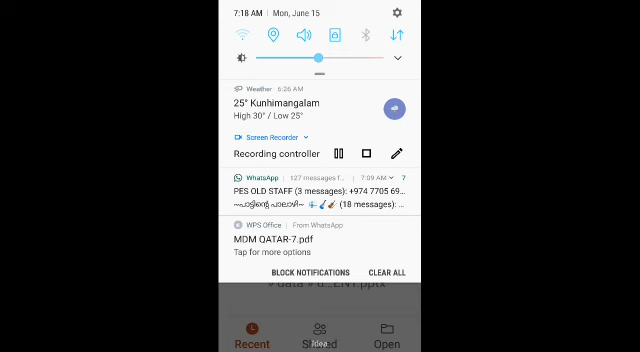 7:18 AM | Mon, June 15
Weather 6:26 AM
25° Kunhimangalam
High 30° / Low 25°
Screen Recorder
Recording controller
WhatsApp | 127 messages f... | 7:09 AM 7
PES OLD STAFF (3 messages): +974 7705 69...
~പാട്ടിന്റെ പാലാഴി~ (18 messages): ...
WPS Office | From WhatsApp
MDM QATAR-7.pdf
Tap for more options
BLOCK NOTIFICATIONS CLEAR ALL
Recent Shared Open
Idea